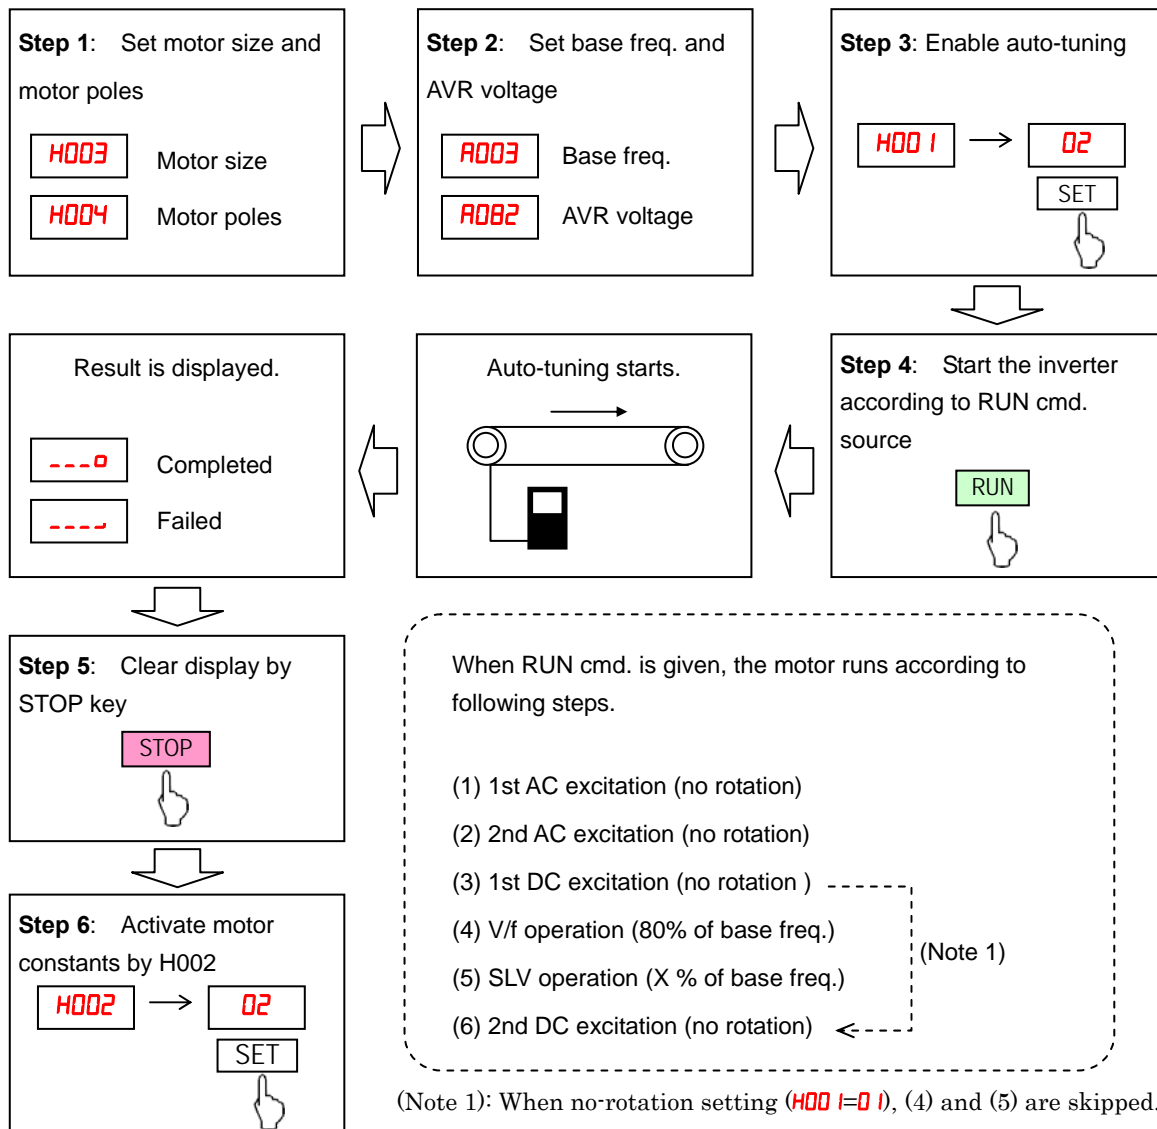 Step 1: Set motor size and
motor poles
H003 Motor size
H004 Motor poles
Step 2: Set base freq. and
AVR voltage
A003 Base freq.
A082 AVR voltage
Step 3: Enable auto-tuning
H001 → 02
SET
Step 4: Start the inverter
according to RUN cmd.
source
RUN
Auto-tuning starts.
Result is displayed.
---o Completed
Failed
Step 5: Clear display by
STOP key
STOP
Step 6: Activate motor
constants by H002
H002 → 02
SET
When RUN cmd. is given, the motor runs according to
following steps.
(1) 1st AC excitation (no rotation)
(2) 2nd AC excitation (no rotation)
(3) 1st DC excitation (no rotation )
(4) V/f operation (80% of base freq.)
(5) SLV operation (X % of base freq.)
(6) 2nd DC excitation (no rotation)
(Note 1)
(Note 1): When no-rotation setting (H001=01), (4) and (5) are skipped.